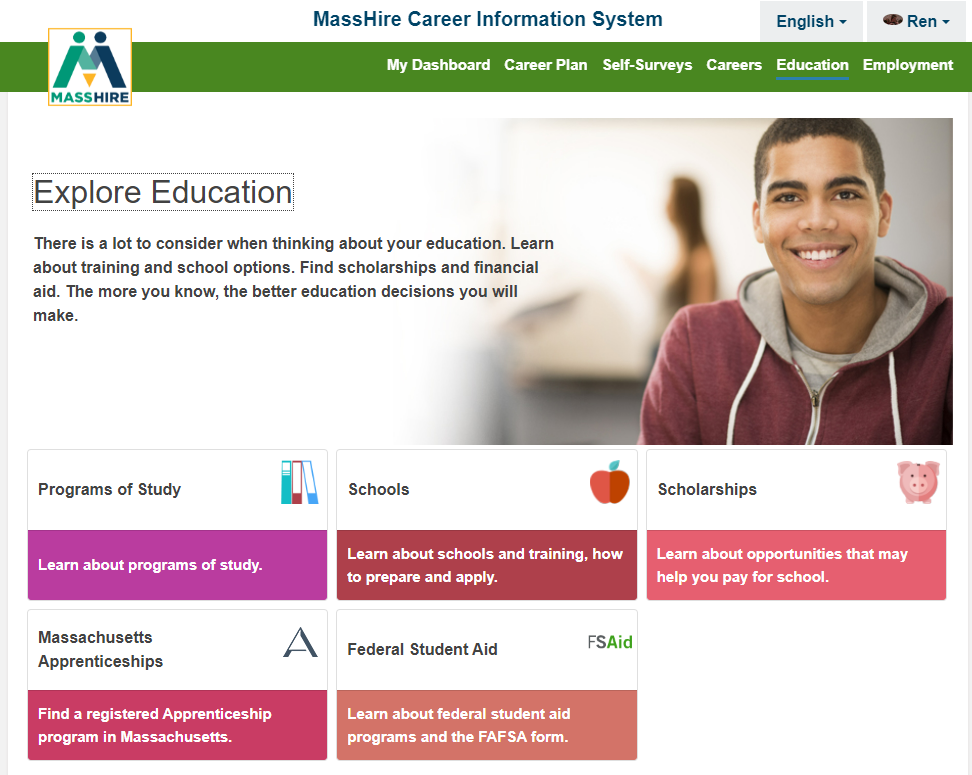 MassHire Career Information System
English
Ren
MASSHIRE
My Dashboard Career Plan Self-Surveys Careers Education Employment
Explore Education
There is a lot to consider when thinking about your education. Learn
about training and school options. Find scholarships and financial
aid. The more you know, the better education decisions you will
make.
Programs of Study
Learn about programs of study.
Schools
Learn about schools and training, how
to prepare and apply.
Scholarships
Learn about opportunities that may
help you pay for school.
Massachusetts
Apprenticeships
Find a registered Apprenticeship
program in Massachusetts.
Federal Student Aid
FSAid
Learn about federal student aid
programs and the FAFSA form.